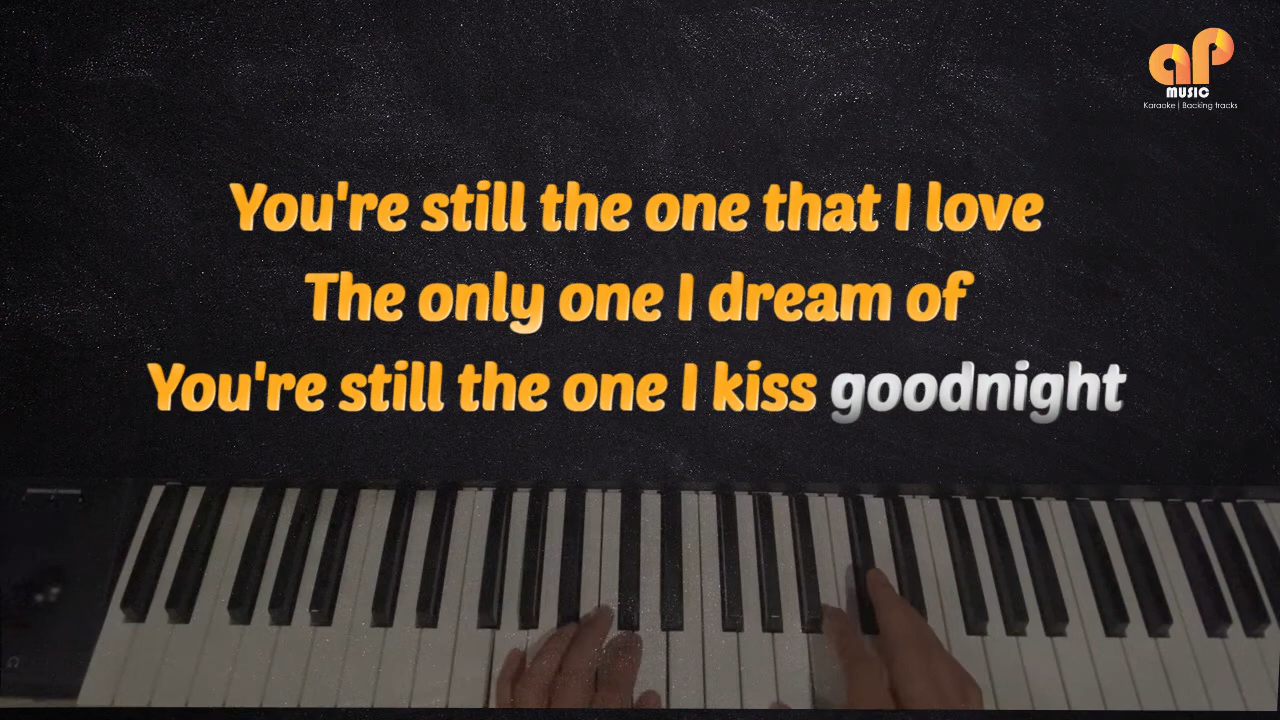 aP
MUSIC
Karaoke | Backing tracks
You're still the one that I love
The only one I dream of
You're still the one I kiss goodnight